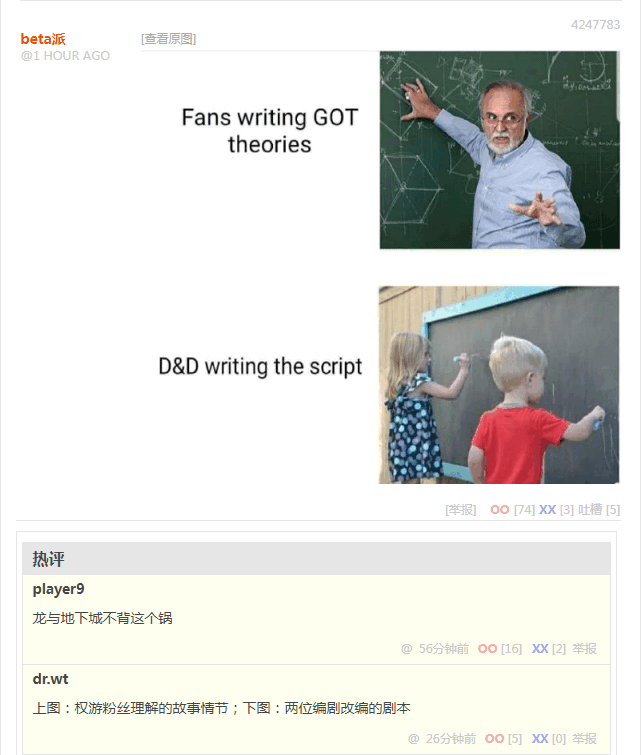 4247783
beta派 [查看原图]
@1 HOUR AGO
Fans writing GOT
theories
D&D writing the script
[举报] OO [74] XX [3] 吐槽 [5]
热评
player9
龙与地下城不背这个锅
@ 56分钟前 OO [16] XX [2] 举报
dr.wt
上图：权游粉丝理解的故事情节；下图：两位编剧改编的剧本
@ 26分钟前 OO [5] XX [0] 举报